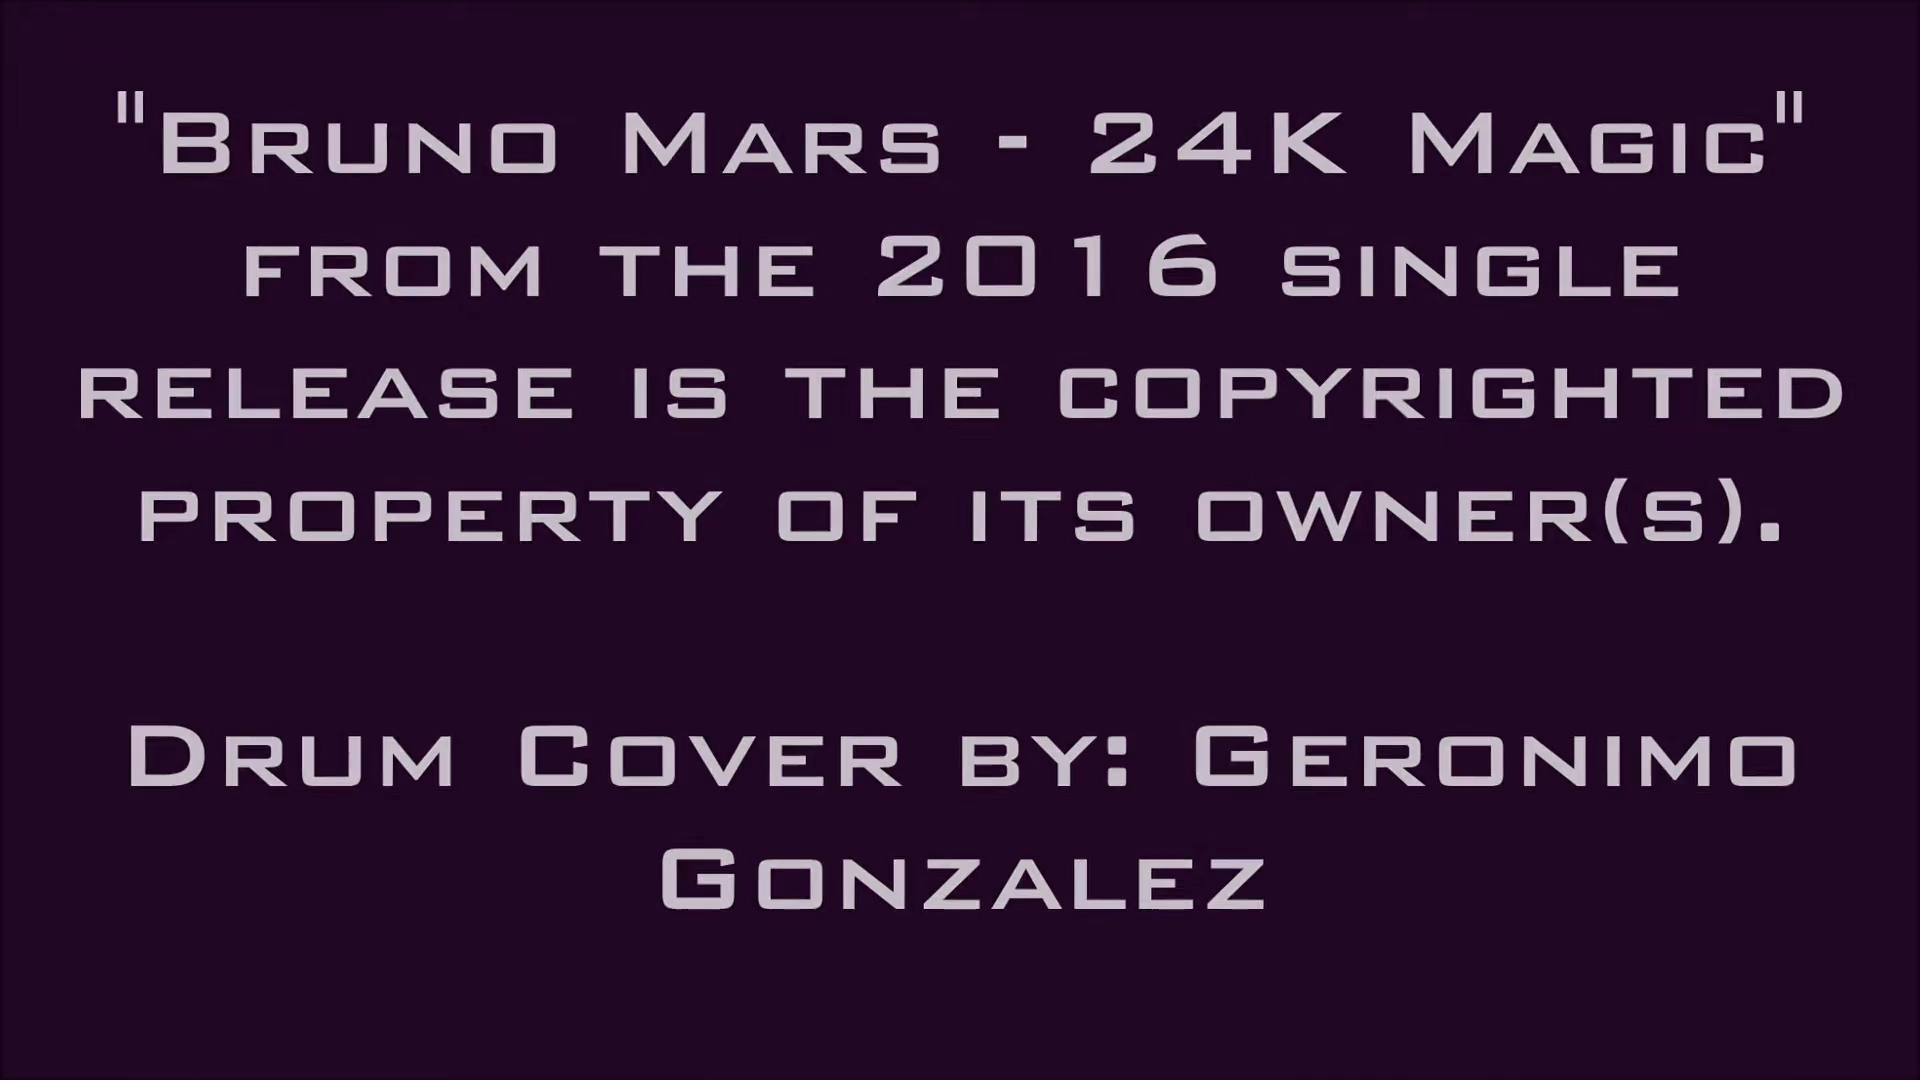 "Bruno Mars - 24K Magic"
from the 2016 single
release is the copyrighted
property of its owner(s).
Drum Cover by: Geronimo
Gonzalez